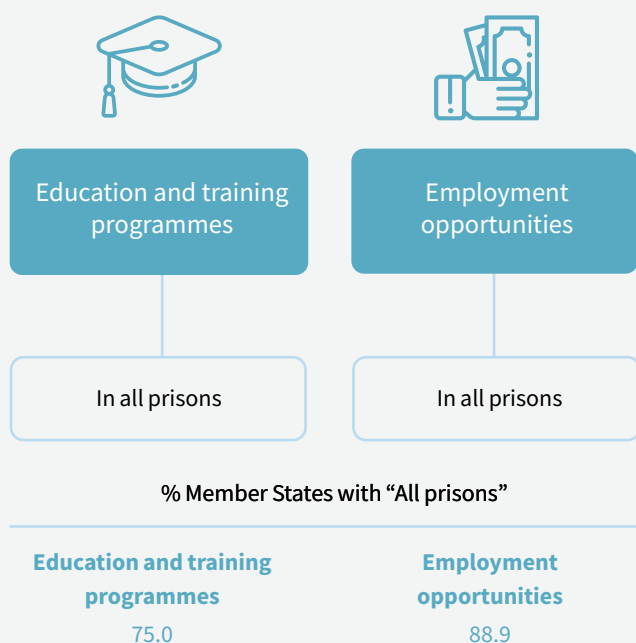 Education and training
programmes
Employment
opportunities
In all prisons
In all prisons
% Member States with “All prisons”
Education and training
programmes
Employment
opportunities
75.0
88.9